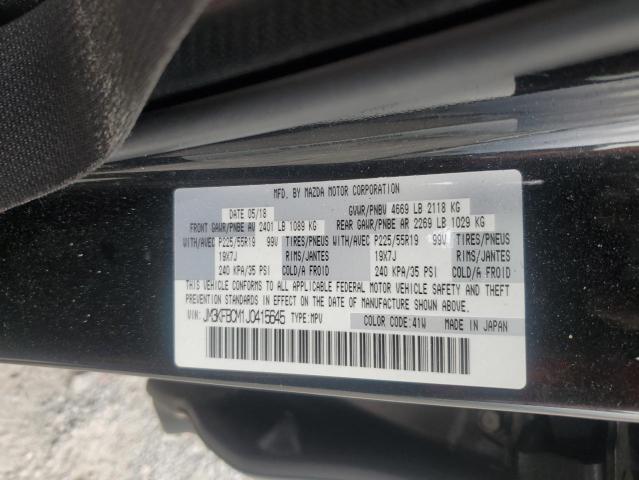 MFD. BY MAZDA MOTOR CORPORATION
DATE 05/18 GVWR/PNBV 4669 LB 2118 KG
FRONT GAWR/PNBE AV 2401 LB 1089 KG REAR GAWR/PNBE AR 2269 LB 1029 KG
WITH/AVEC P225/55R19 99V TIRES/PNEUS WITH/AVEC P225/55R19 99V TIRES/PNEUS
19X7J RIMS/JANTES 19X7J RIMS/JANTES
240 KPA/35 PSI COLD/A FROID 240 KPA/35 PSI COLD/A FROID
THIS VEHICLE CONFORMS TO ALL APPLICABLE FEDERAL MOTOR VEHICLE SAFETY AND THEFT
PREVENTION STANDARDS IN EFFECT ON THE DATE OF MANUFACTURE SHOWN ABOVE.
VIN: JM3KFBCM1J0415645 TYPE:MPV COLOR CODE:41W MADE IN JAPAN